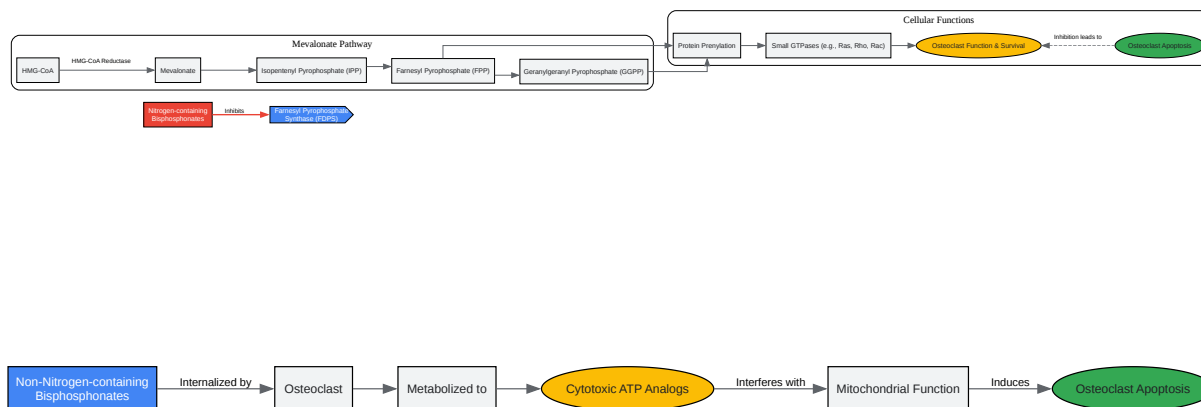 Cellular Functions
Mevalonate Pathway
HMG-CoA
HMG-CoA Reductase
Mevalonate
Isopentenyl Pyrophosphate (IPP)
Farnesyl Pyrophosphate (FPP)
Geranylgeranyl Pyrophosphate (GGPP)
Protein Prenylation
Small GTPases (e.g., Ras, Rho, Rac)
Osteoclast Function & Survival
Inhibition leads to
Osteoclast Apoptosis
Nitrogen-containing
Bisphosphonates
Inhibits
Farnesyl Pyrophosphate
Synthase (FDPS)
Non-Nitrogen-containing
Bisphosphonates
Internalized by
Osteoclast
Metabolized to
Cytotoxic ATP Analogs
Interferes with
Mitochondrial Function
Induces
Osteoclast Apoptosis